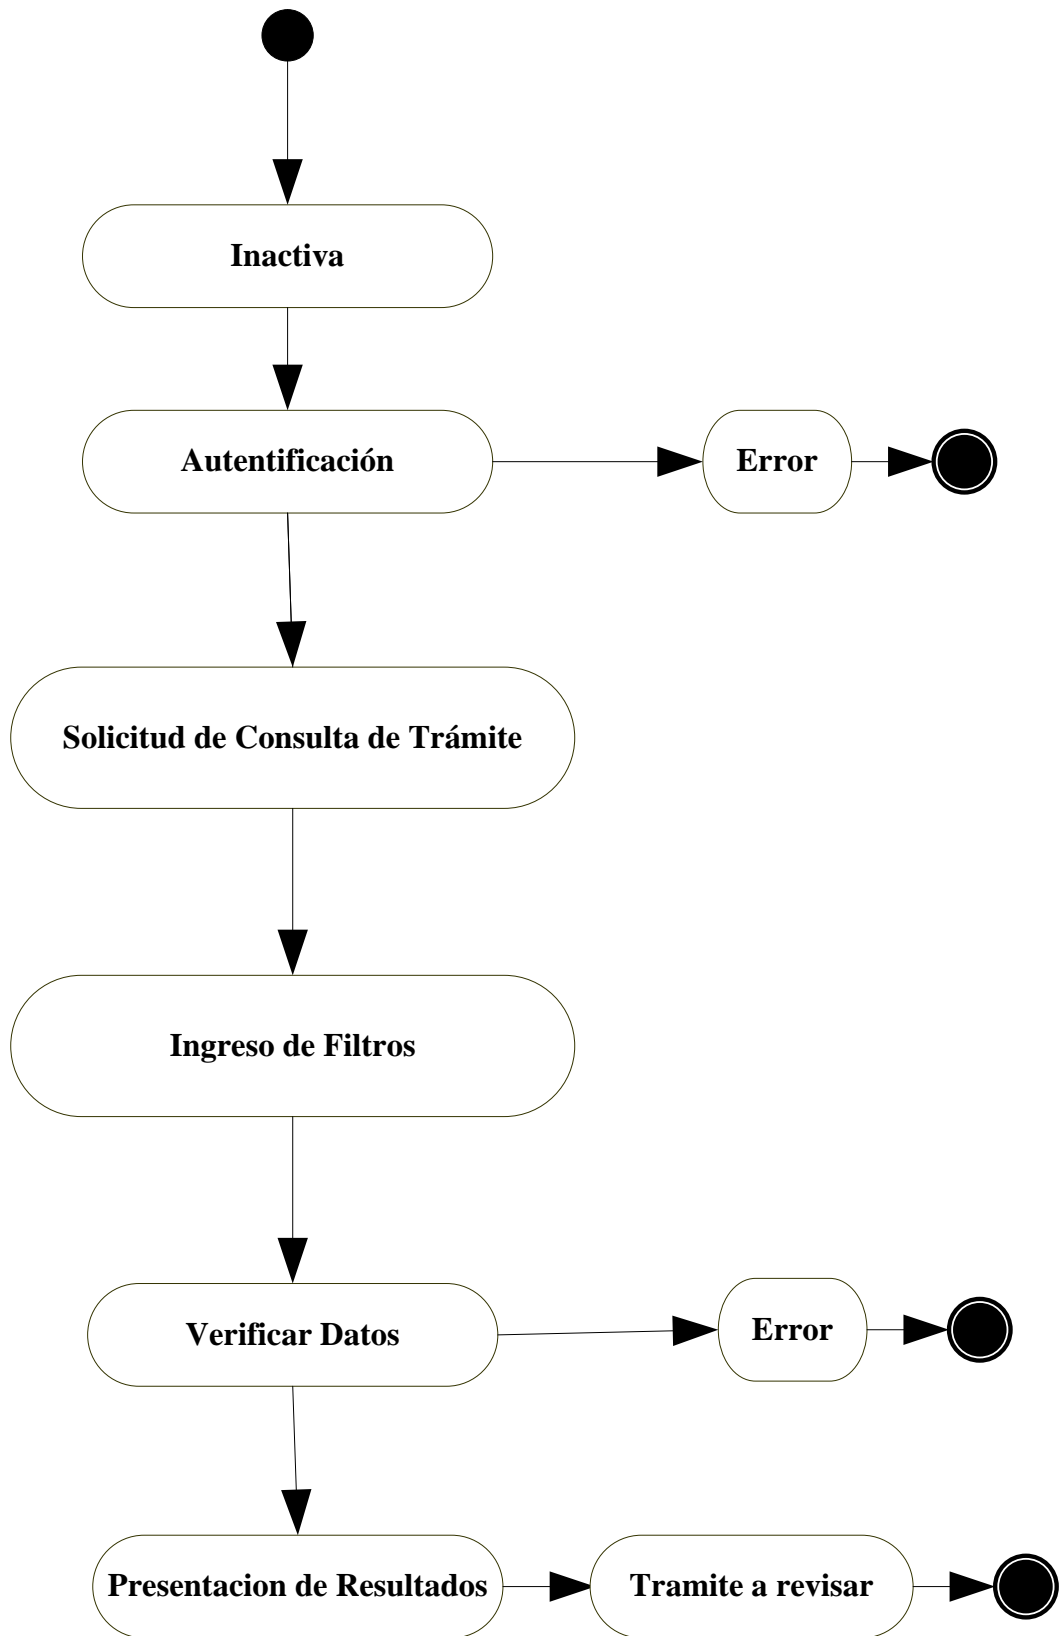 Inactiva
Autentificación
Error
Solicitud de Consulta de Trámite
Ingreso de Filtros
Verificar Datos
Error
Presentacion de Resultados
Tramite a revisar